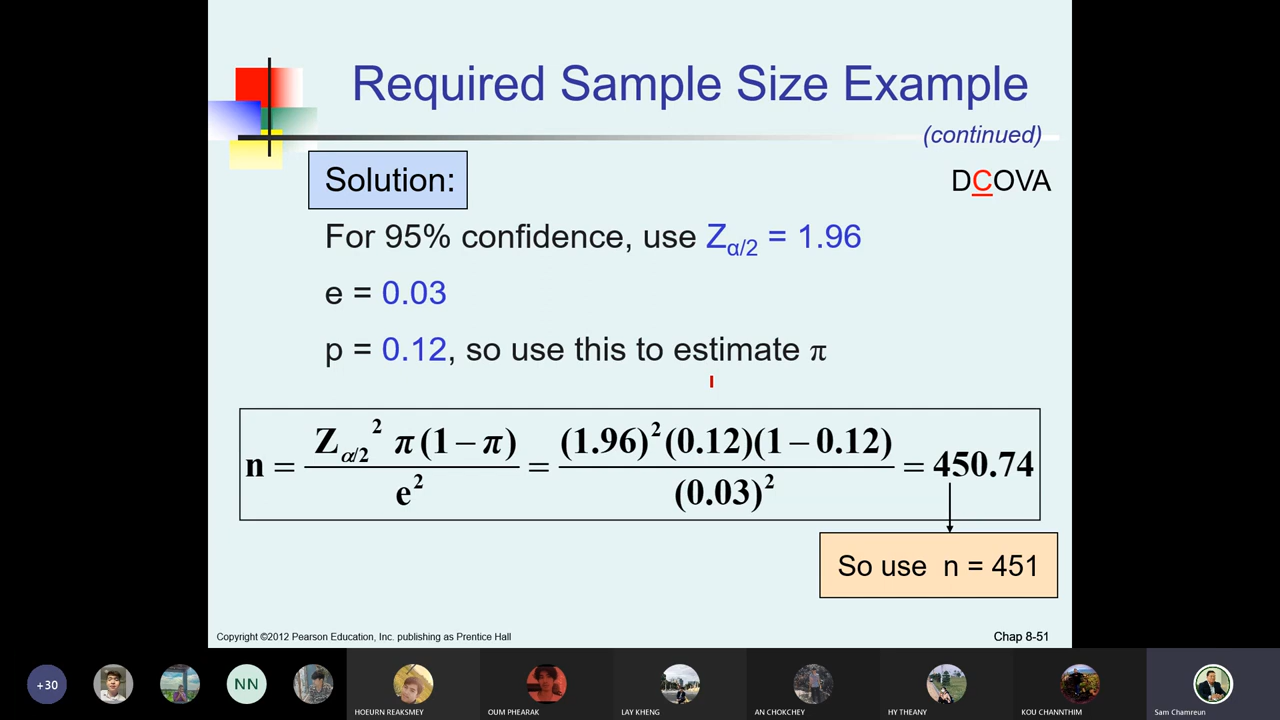 Required Sample Size Example
(continued)
Solution:
DCOVA
For 95% confidence, use Zα/2 = 1.96
e = 0.03
p = 0.12, so use this to estimate π
n = Zα/2² π(1 − π) / e² = (1.96)²(0.12)(1 − 0.12) / (0.03)² = 450.74
So use n = 451
Copyright ©2012 Pearson Education, Inc. publishing as Prentice Hall
Chap 8-51
+30
NN
HOEURN REAKSMEY
OUM PHEARAK
LAY KHENG
AN CHOKCHEY
HY THEANY
KOU CHANNTHIM
Sam Chamreun